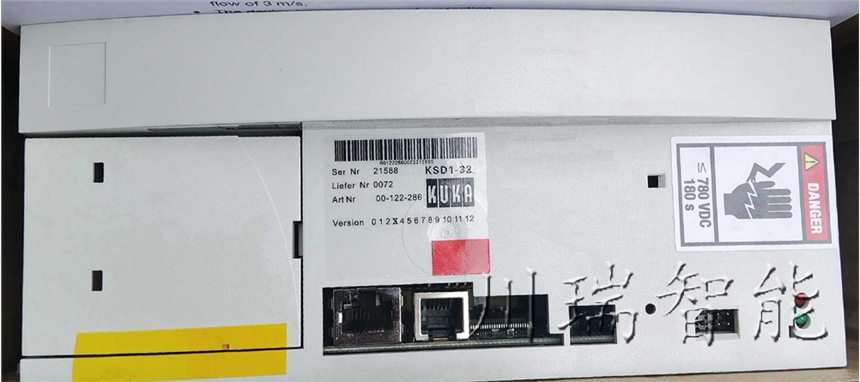 flow of 3 m/s.
Ser Nr 21588 KSD1-32
Liefer Nr 0072
Art Nr 00-122-286
KUKA
Version 0 1 2 X 4 5 6 7 8 9 10 11 12
DANGER
≤ 780 VDC
180 s
川瑞智能